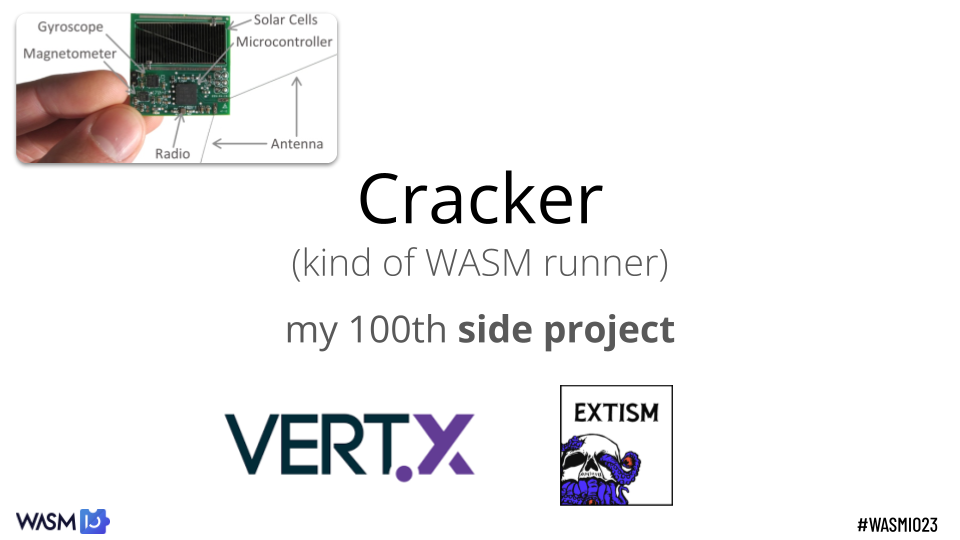 Gyroscope
Solar Cells
Microcontroller
Magnetometer
Antenna
Radio
Cracker
(kind of WASM runner)
my 100th side project
VERT.X
EXTISM
WASM IO
#WASMIO23